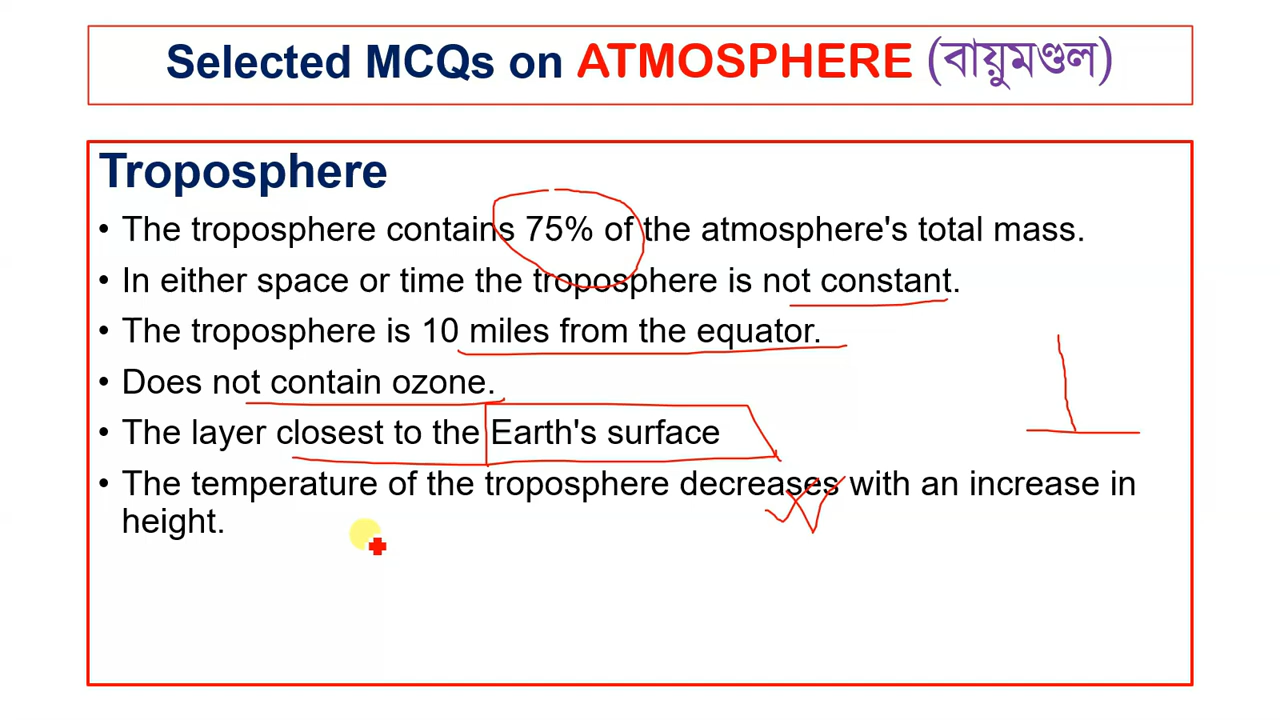 Selected MCQs on ATMOSPHERE (বায়ুমণ্ডল)
Troposphere
• The troposphere contains 75% of the atmosphere's total mass.
• In either space or time the troposphere is not constant.
• The troposphere is 10 miles from the equator.
• Does not contain ozone.
• The layer closest to the Earth's surface
• The temperature of the troposphere decreases with an increase in
height.